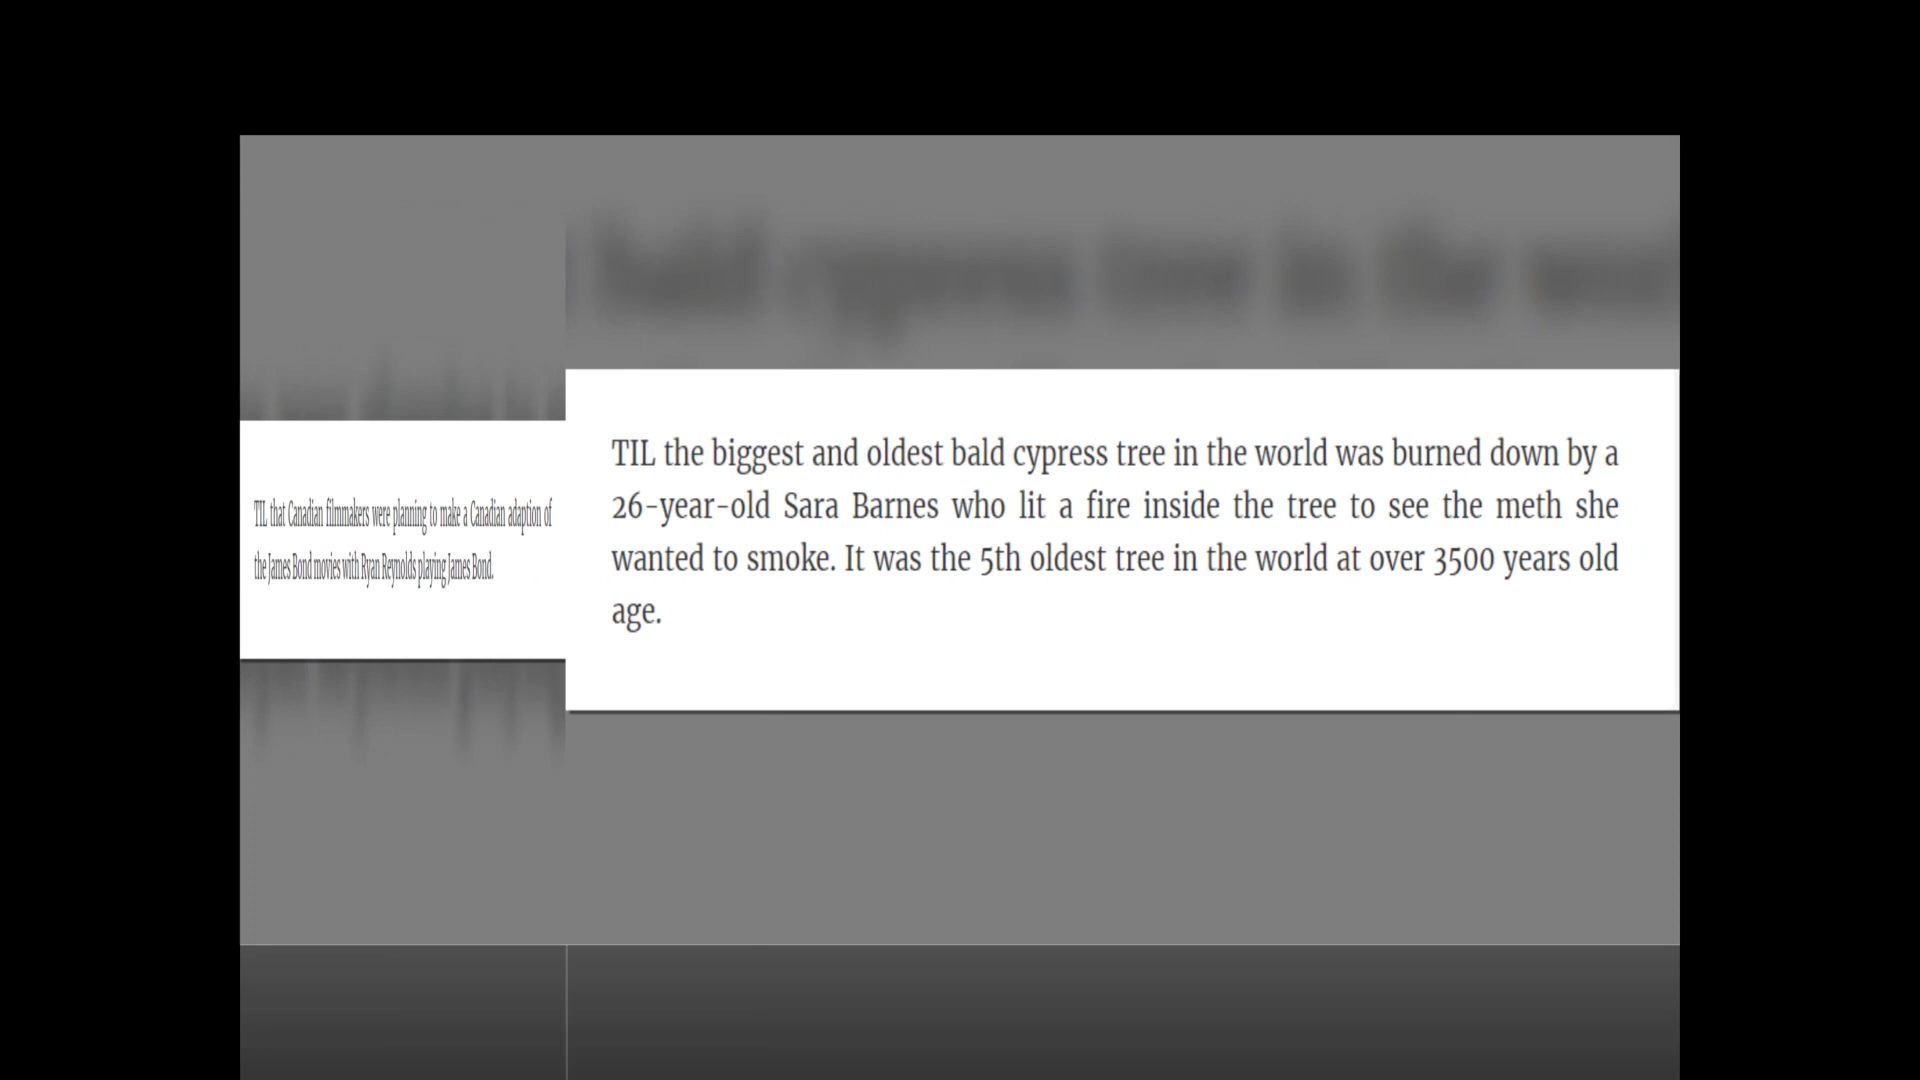 TIL that Canadian filmmakers were planning to make a Canadian adaption of
the James Bond movies with Ryan Reynolds playing James Bond.
TIL the biggest and oldest bald cypress tree in the world was burned down by a
26-year-old Sara Barnes who lit a fire inside the tree to see the meth she
wanted to smoke. It was the 5th oldest tree in the world at over 3500 years old
age.